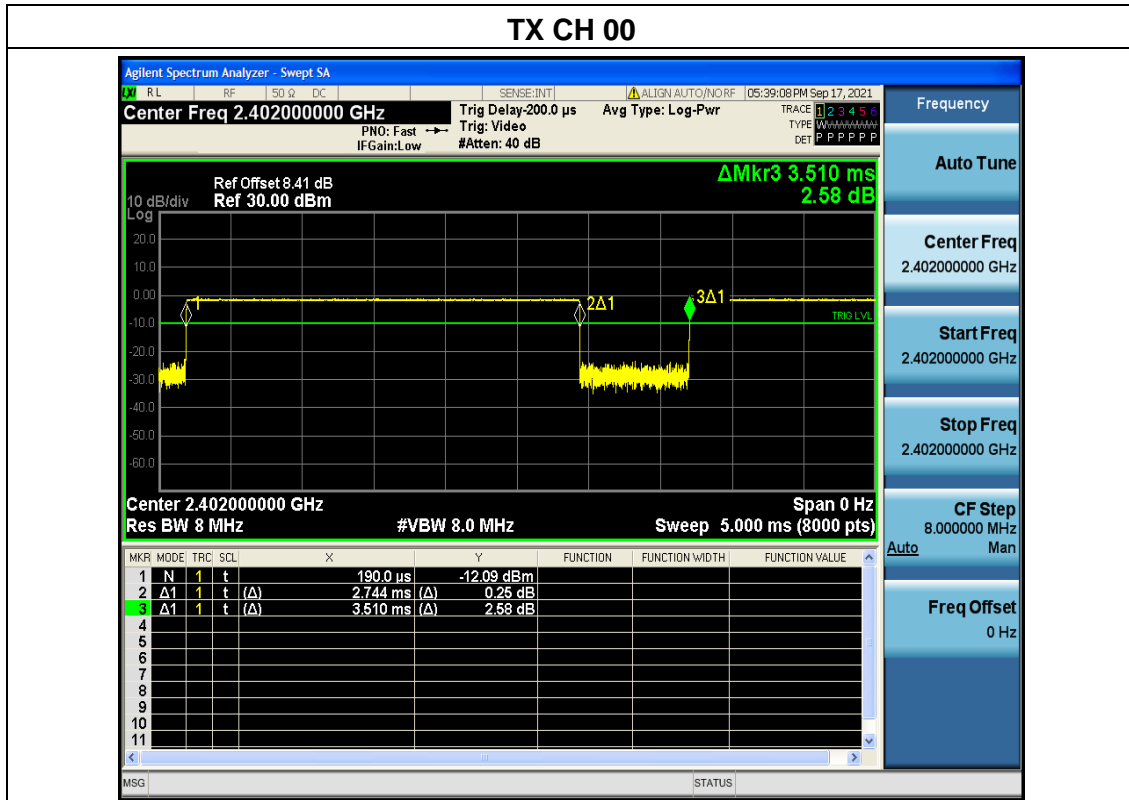 TX CH 00
Agilent Spectrum Analyzer - Swept SA
LXI RL RF 50 Ω DC SENSE:INT ALIGN AUTO/NO RF 05:39:08 PM Sep 17, 2021
Center Freq 2.402000000 GHz
PNO: Fast
IFGain:Low
Trig Delay-200.0 µs
Trig: Video
#Atten: 40 dB
Avg Type: Log-Pwr
TRACE 1 2 3 4 5 6
TYPE WWWWWW
DET P P P P P P
Ref Offset 8.41 dB
10 dB/div Ref 30.00 dBm
Log
ΔMkr3 3.510 ms
2.58 dB
20.0
10.0
0.00
-10.0
-20.0
-30.0
-40.0
-50.0
-60.0
1
2Δ1
3Δ1
TRIG LVL
Center 2.402000000 GHz Span 0 Hz
Res BW 8 MHz #VBW 8.0 MHz Sweep 5.000 ms (8000 pts)
MKR MODE TRC SCL X Y FUNCTION FUNCTION WIDTH FUNCTION VALUE
1 N 1 t 190.0 µs -12.09 dBm
2 Δ1 1 t (Δ) 2.744 ms (Δ) 0.25 dB
3 Δ1 1 t (Δ) 3.510 ms (Δ) 2.58 dB
4
5
6
7
8
9
10
11
MSG STATUS
Frequency
Auto Tune
Center Freq
2.402000000 GHz
Start Freq
2.402000000 GHz
Stop Freq
2.402000000 GHz
CF Step
8.000000 MHz
Auto Man
Freq Offset
0 Hz